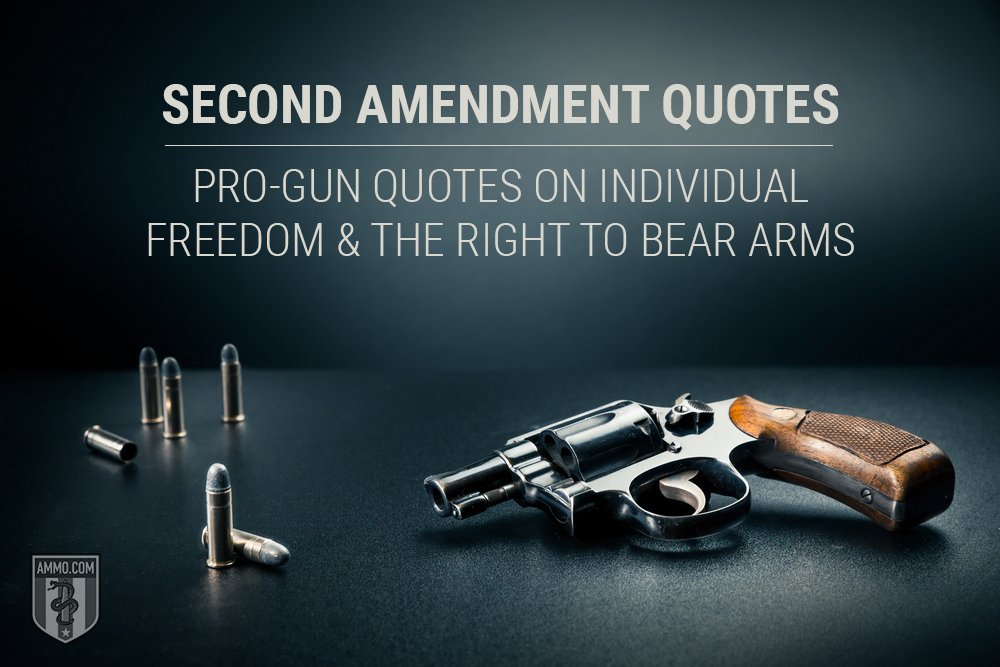 SECOND AMENDMENT QUOTES
PRO-GUN QUOTES ON INDIVIDUAL
FREEDOM & THE RIGHT TO BEAR ARMS
AMMO.COM